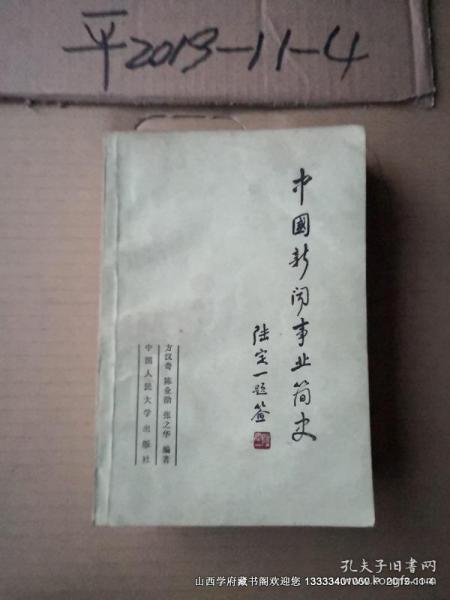 平2019-11-4
中國新闻事业简史
陆定一题签
方汉奇 陈业劭 张之华 编著
中国人民大学出版社
孔夫子旧书网
山西学府藏书阁欢迎您 13333401060 P 2019-11-4